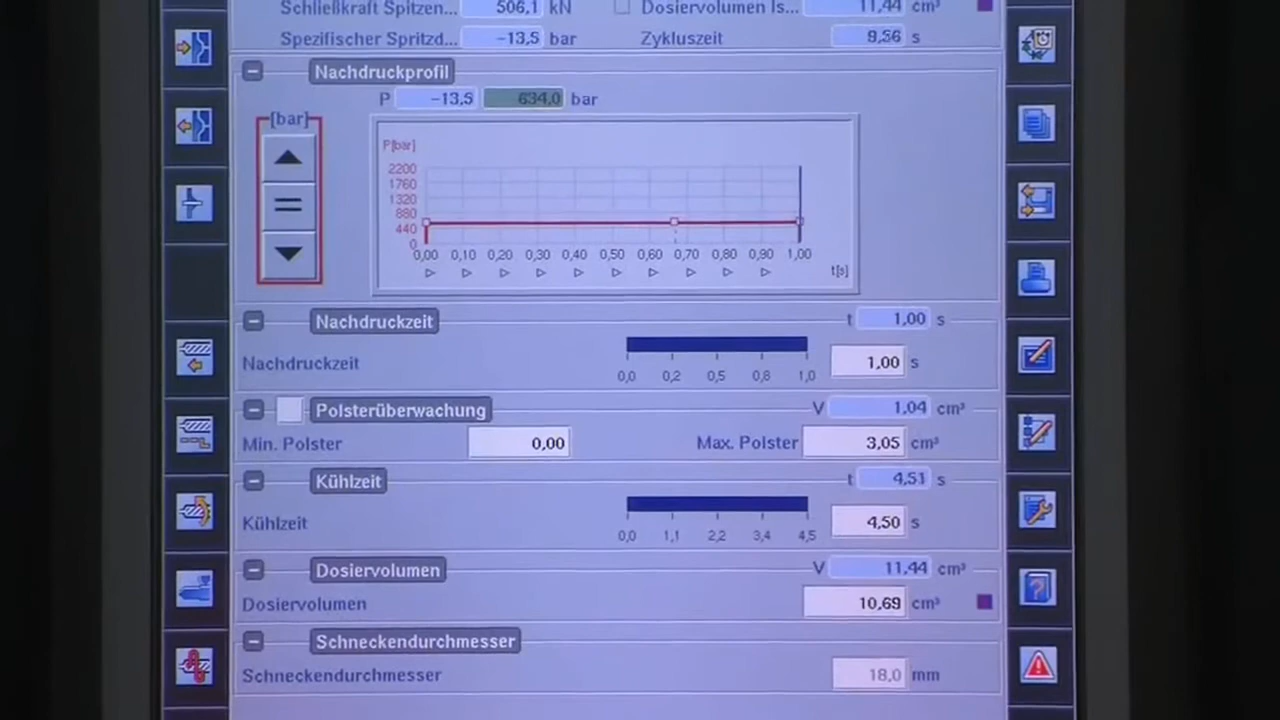 Schließkraft Spitzen... 506,1 kN Dosiervolumen Is... 11,44 cm³
Spezifischer Spritzd... -13,5 bar Zykluszeit 9,56 s
Nachdruckprofil
P -13,5 634,0 bar
[bar]
P[bar]
2200
1760
1320
880
440
0
0,00 0,10 0,20 0,30 0,40 0,50 0,60 0,70 0,80 0,90 1,00
t[s]
Nachdruckzeit t 1,00 s
Nachdruckzeit 1,00 s
0,0 0,2 0,5 0,8 1,0
Polsterüberwachung V 1,04 cm³
Min. Polster 0,00 Max. Polster 3,05 cm³
Kühlzeit t 4,51 s
Kühlzeit 4,50 s
0,0 1,1 2,2 3,4 4,5
Dosiervolumen V 11,44 cm³
Dosiervolumen 10,69 cm³
Schneckendurchmesser
Schneckendurchmesser 18,0 mm